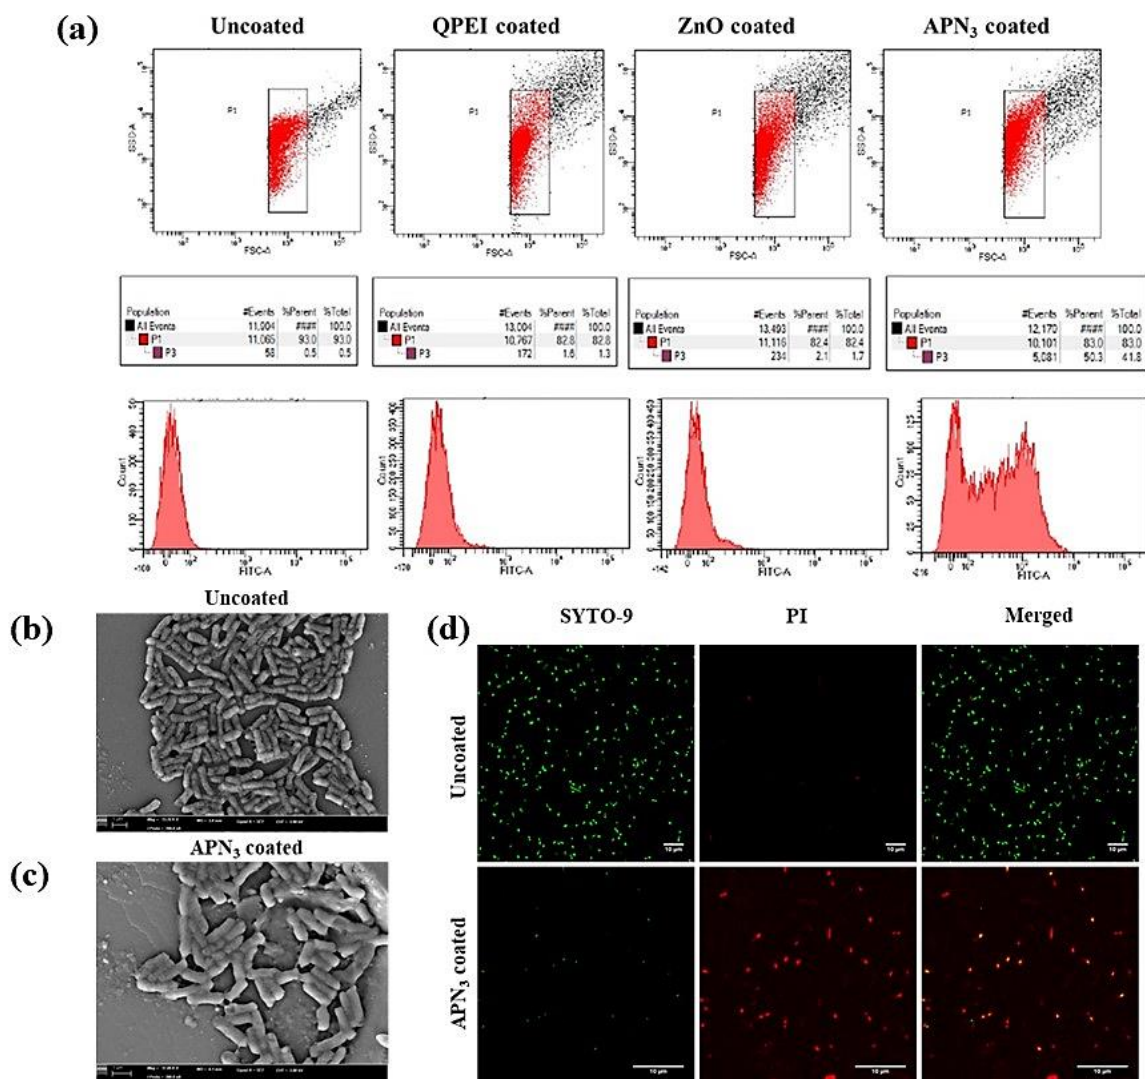 (a)
Uncoated
QPEI coated
ZnO coated
APN₃ coated
P1
P1
P1
P1
SSC-A
SSC-A
SSC-A
SSC-A
FSC-A
FSC-A
FSC-A
FSC-A
Population #Events %Parent %Total
All Events 11,904 #### 100.0
P1 11,065 93.0 93.0
P3 58 0.5 0.5
Population #Events %Parent %Total
All Events 13,004 #### 100.0
P1 10,767 82.8 82.8
P3 172 1.6 1.3
Population #Events %Parent %Total
All Events 13,493 #### 100.0
P1 11,116 82.4 82.4
P3 234 2.1 1.7
Population #Events %Parent %Total
All Events 12,170 #### 100.0
P1 10,101 83.0 83.0
P3 5,081 50.3 41.8
Count
Count
Count
Count
FITC-A
FITC-A
FITC-A
FITC-A
(b)
Uncoated
(c)
APN₃ coated
(d)
SYTO-9
PI
Merged
Uncoated
10 µm
10 µm
10 µm
APN₃ coated
10 µm
10 µm
10 µm